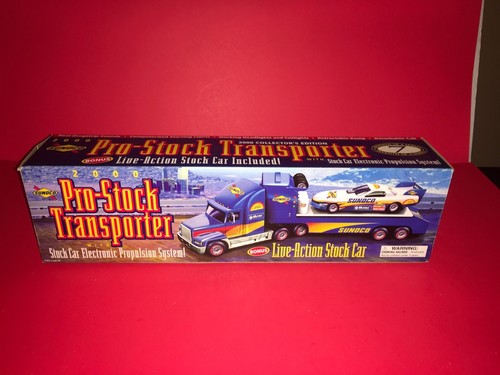 2000
2000 COLLECTOR'S EDITION
Pro-Stock Transporter
BONUS Live-Action Stock Car Included!
WITH Stock Car Electronic Propulsion System!
SUNOCO
2000
Pro-Stock
Transporter
WITH
Stock Car Electronic Propulsion System!
SUNOCO
SUNOCO
BONUS Live-Action Stock Car
WARNING: